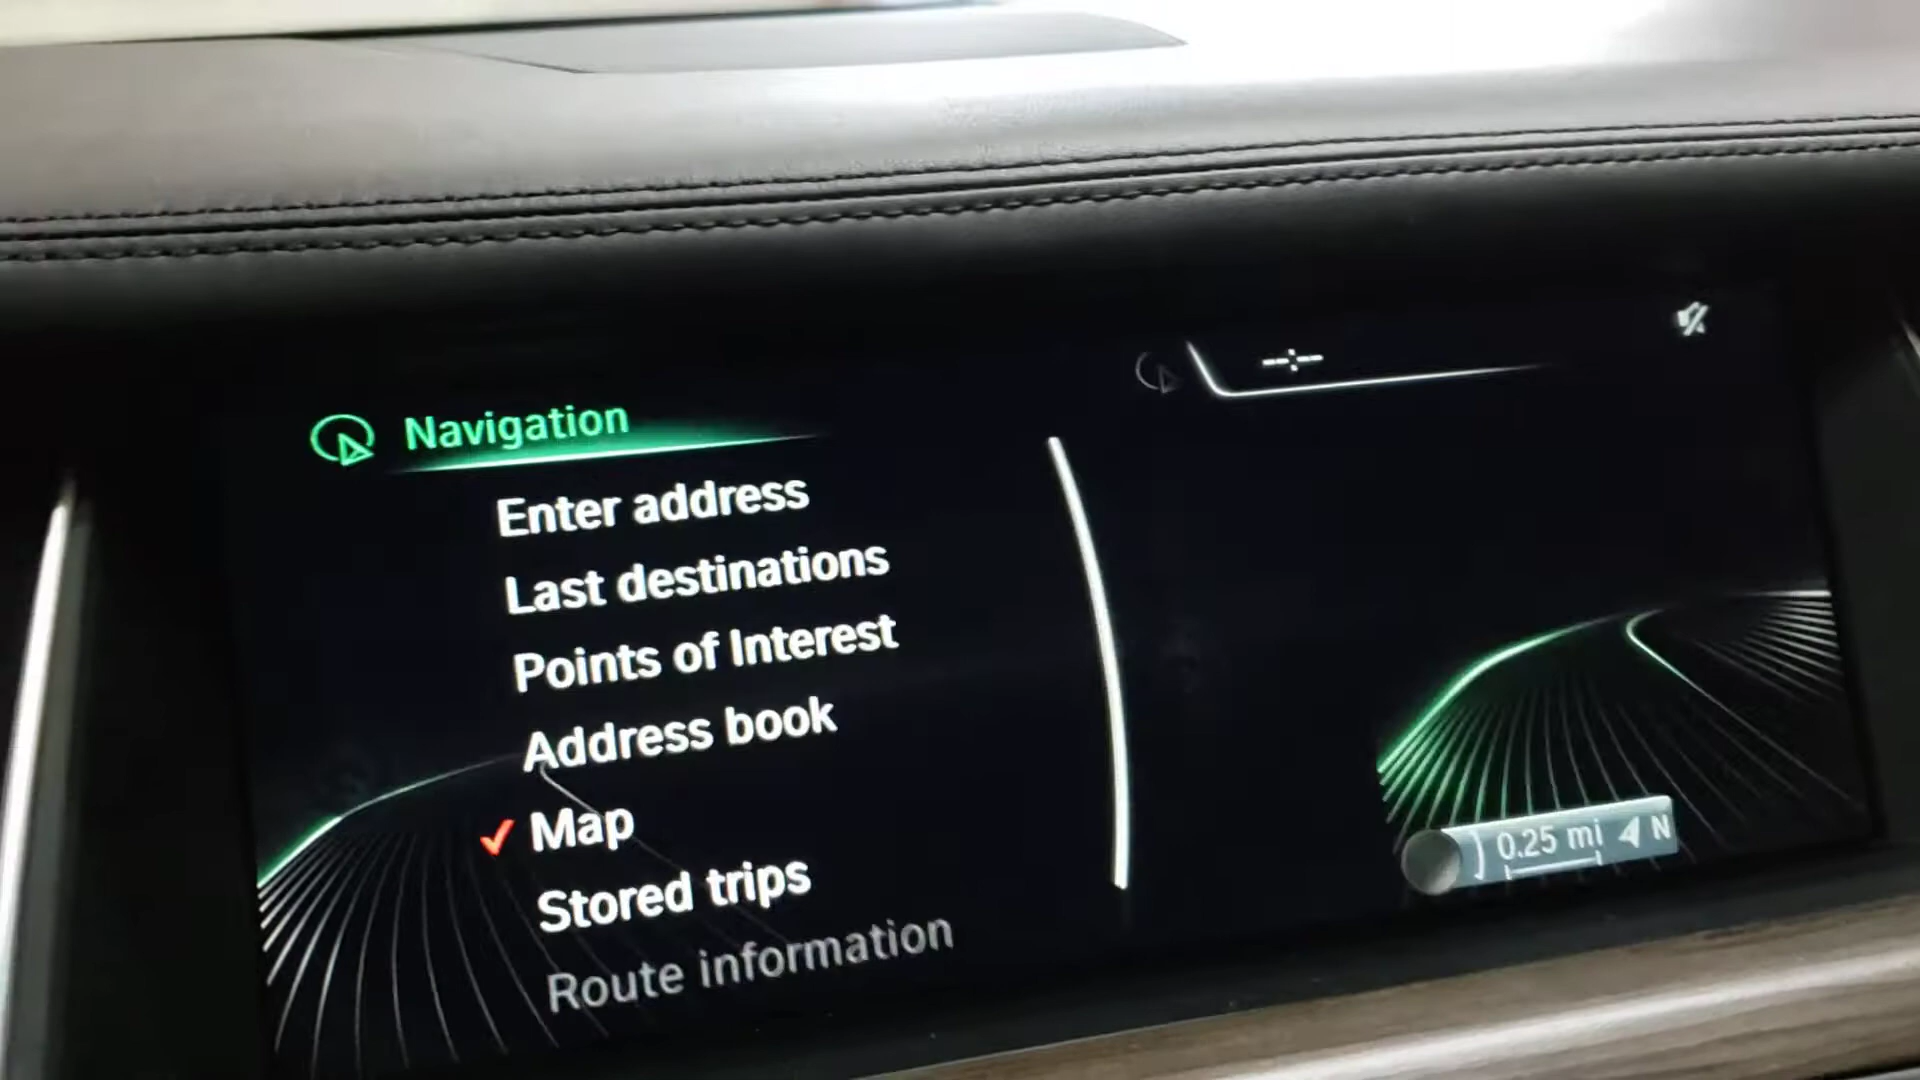 --:--
Navigation
Enter address
Last destinations
Points of Interest
Address book
Map
Stored trips
Route information
0.25 mi N